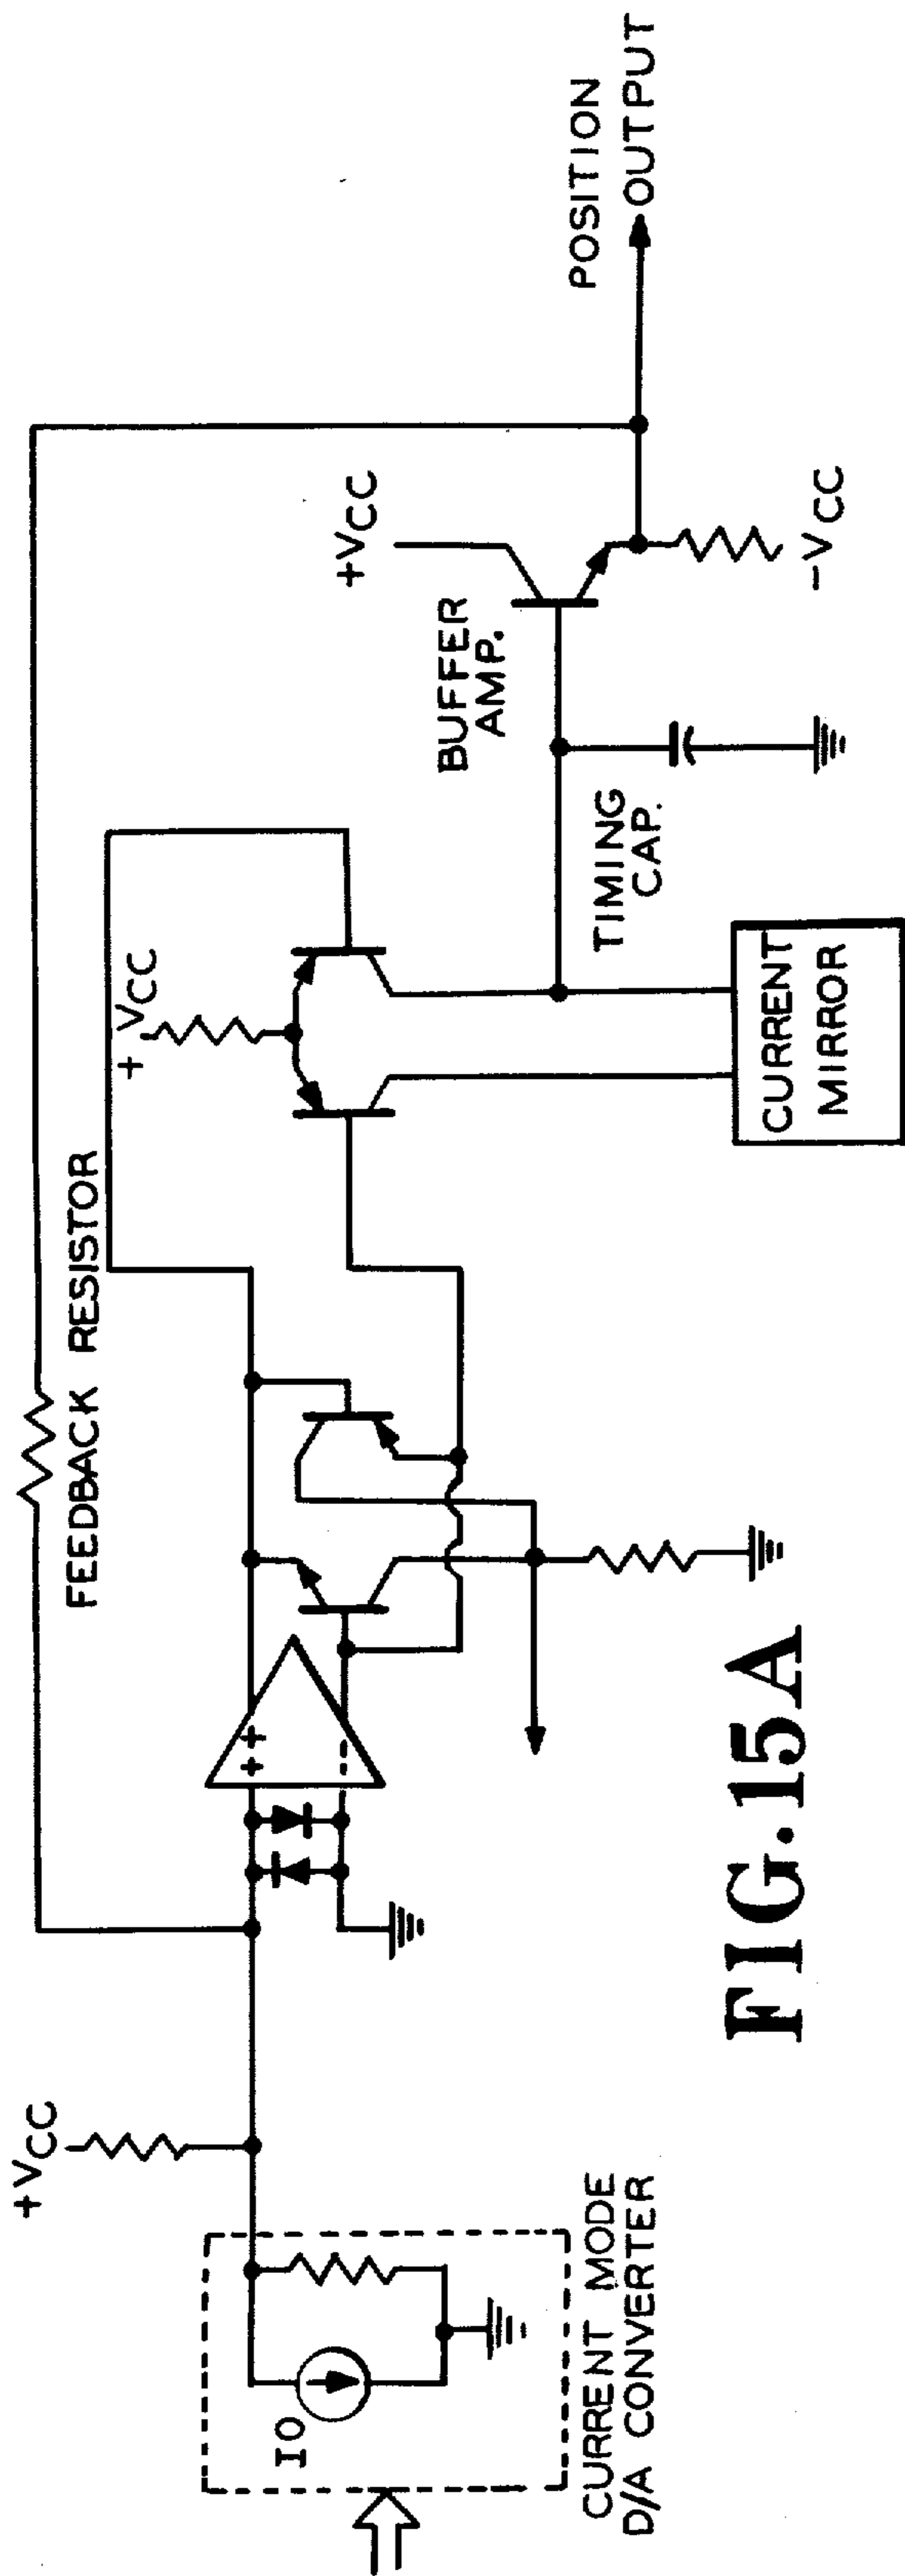 FEEDBACK RESISTOR
+VCC
+ VCC
+VCC
BUFFER
AMP.
POSITION
OUTPUT
IO
++
--
TIMING
CAP.
-VCC
CURRENT MODE
D/A CONVERTER
CURRENT
MIRROR
FIG. 15A